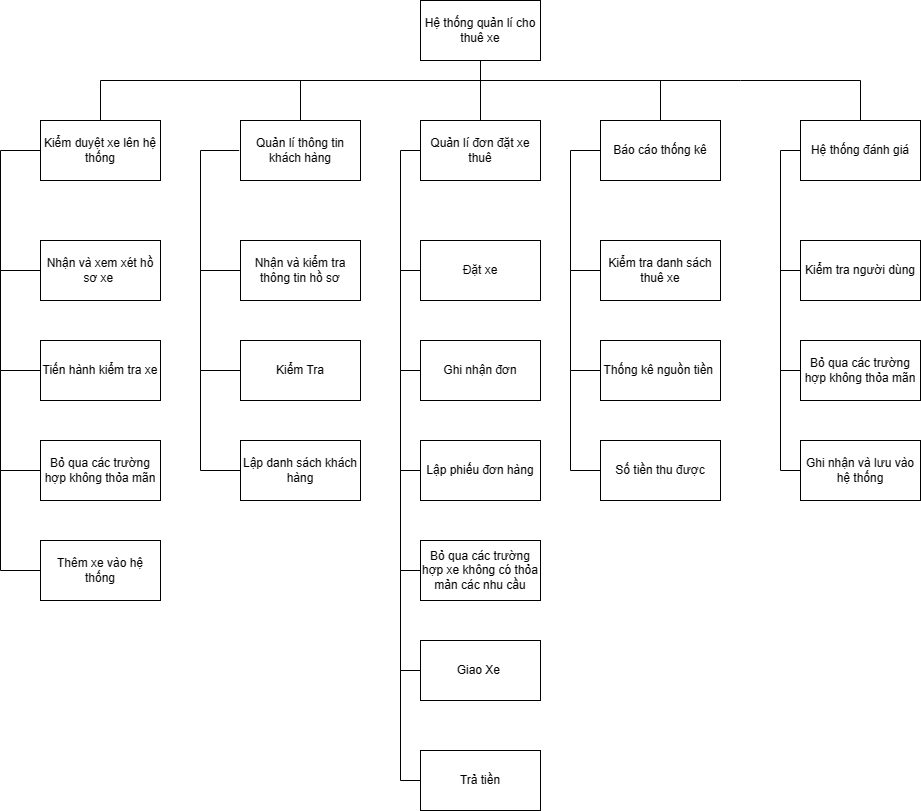 Hệ thống quản lí cho
thuê xe
Kiểm duyệt xe lên hệ
thống
Quản lí thông tin
khách hàng
Quản lí đơn đặt xe
thuê
Báo cáo thống kê
Hệ thống đánh giá
Nhận và xem xét hồ
sơ xe
Nhận và kiểm tra
thông tin hồ sơ
Đặt xe
Kiểm tra danh sách
thuê xe
Kiểm tra người dùng
Tiến hành kiểm tra xe
Kiểm Tra
Ghi nhận đơn
Thống kê nguồn tiền
Bỏ qua các trường
hợp không thỏa mãn
Bỏ qua các trường
hợp không thỏa mãn
Lập danh sách khách
hàng
Lập phiếu đơn hàng
Số tiền thu được
Ghi nhận và lưu vào
hệ thống
Thêm xe vào hệ
thống
Bỏ qua các trường
hợp xe không có thỏa
mản các nhu cầu
Giao Xe
Trả tiền